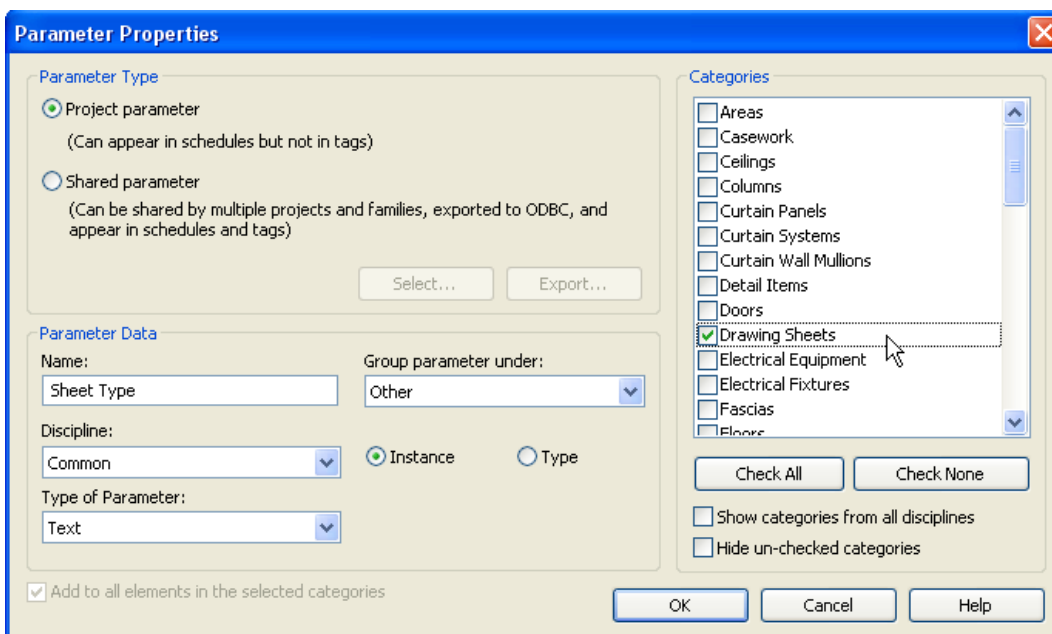 Parameter Properties
Parameter Type
Project parameter
(Can appear in schedules but not in tags)
Shared parameter
(Can be shared by multiple projects and families, exported to ODBC, and
appear in schedules and tags)
Select...
Export...
Parameter Data
Name:
Sheet Type
Group parameter under:
Other
Discipline:
Common
Instance
Type
Type of Parameter:
Text
Add to all elements in the selected categories
Categories
Areas
Casework
Ceilings
Columns
Curtain Panels
Curtain Systems
Curtain Wall Mullions
Detail Items
Doors
Drawing Sheets
Electrical Equipment
Electrical Fixtures
Fascias
Floors
Check All
Check None
Show categories from all disciplines
Hide un-checked categories
OK
Cancel
Help